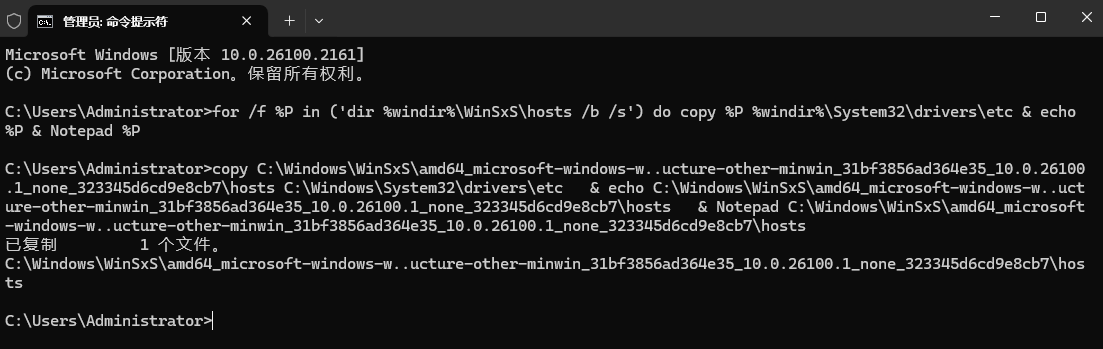 管理员: 命令提示符
Microsoft Windows [版本 10.0.26100.2161]
(c) Microsoft Corporation。保留所有权利。
C:\Users\Administrator>for /f %P in ('dir %windir%\WinSxS\hosts /b /s') do copy %P %windir%\System32\drivers\etc & echo
%P & Notepad %P
C:\Users\Administrator>copy C:\Windows\WinSxS\amd64_microsoft-windows-w..ucture-other-minwin_31bf3856ad364e35_10.0.26100
.1_none_323345d6cd9e8cb7\hosts C:\Windows\System32\drivers\etc   & echo C:\Windows\WinSxS\amd64_microsoft-windows-w..uct
ure-other-minwin_31bf3856ad364e35_10.0.26100.1_none_323345d6cd9e8cb7\hosts   & Notepad C:\Windows\WinSxS\amd64_microsoft
-windows-w..ucture-other-minwin_31bf3856ad364e35_10.0.26100.1_none_323345d6cd9e8cb7\hosts
已复制         1 个文件。
C:\Windows\WinSxS\amd64_microsoft-windows-w..ucture-other-minwin_31bf3856ad364e35_10.0.26100.1_none_323345d6cd9e8cb7\hos
ts
C:\Users\Administrator>